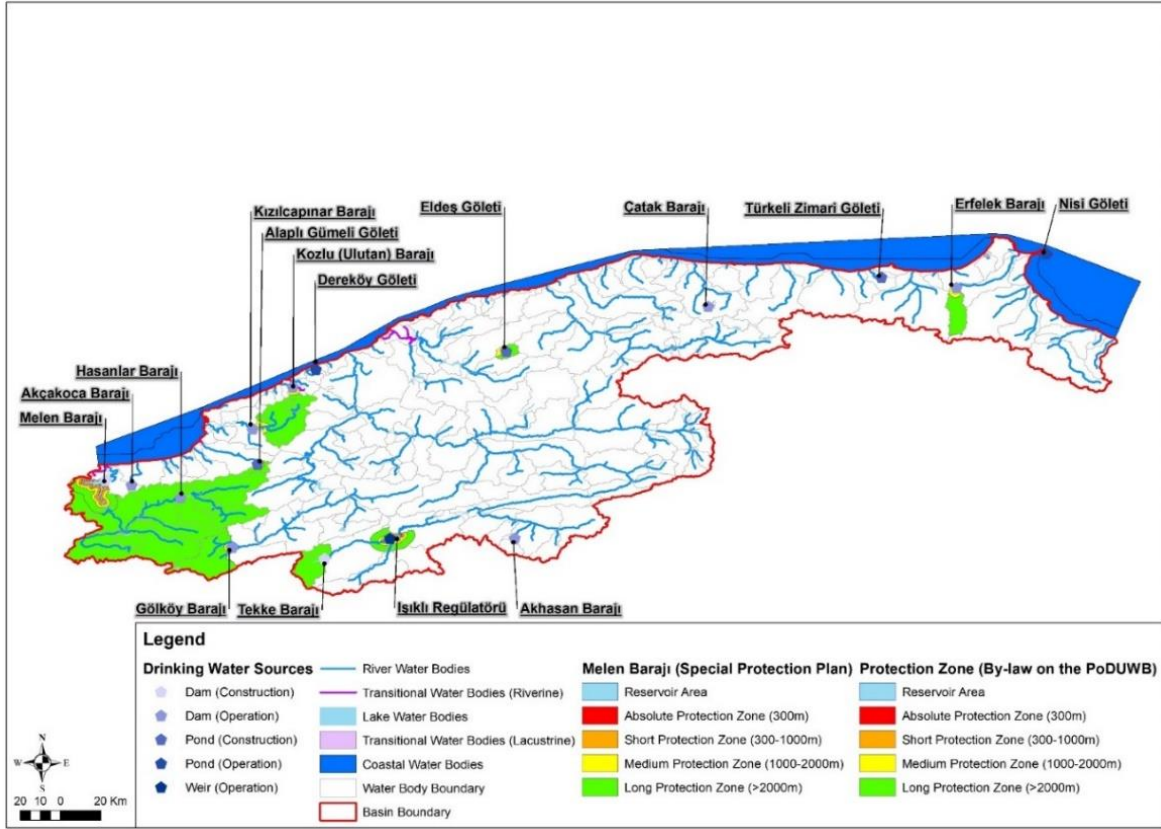 Kızılcapınar Barajı
Alaplı Gümeli Göleti
Kozlu (Ulutan) Barajı
Dereköy Göleti
Eldeş Göleti
Çatak Barajı
Türkeli Zimari Göleti
Erfelek Barajı
Nisi Göleti
Hasanlar Barajı
Akçakoca Barajı
Melen Barajı
Gölköy Barajı
Tekke Barajı
Işıklı Regülatörü
Akhasan Barajı
Legend
Drinking Water Sources
Dam (Construction)
Dam (Operation)
Pond (Construction)
Pond (Operation)
Weir (Operation)
River Water Bodies
Transitional Water Bodies (Riverine)
Lake Water Bodies
Transitional Water Bodies (Lacustrine)
Coastal Water Bodies
Water Body Boundary
Basin Boundary
Melen Barajı (Special Protection Plan)
Reservoir Area
Absolute Protection Zone (300m)
Short Protection Zone (300-1000m)
Medium Protection Zone (1000-2000m)
Long Protection Zone (>2000m)
Protection Zone (By-law on the PoDUWB)
Reservoir Area
Absolute Protection Zone (300m)
Short Protection Zone (300-1000m)
Medium Protection Zone (1000-2000m)
Long Protection Zone (>2000m)
N
W E
S
20 10 0 20 Km